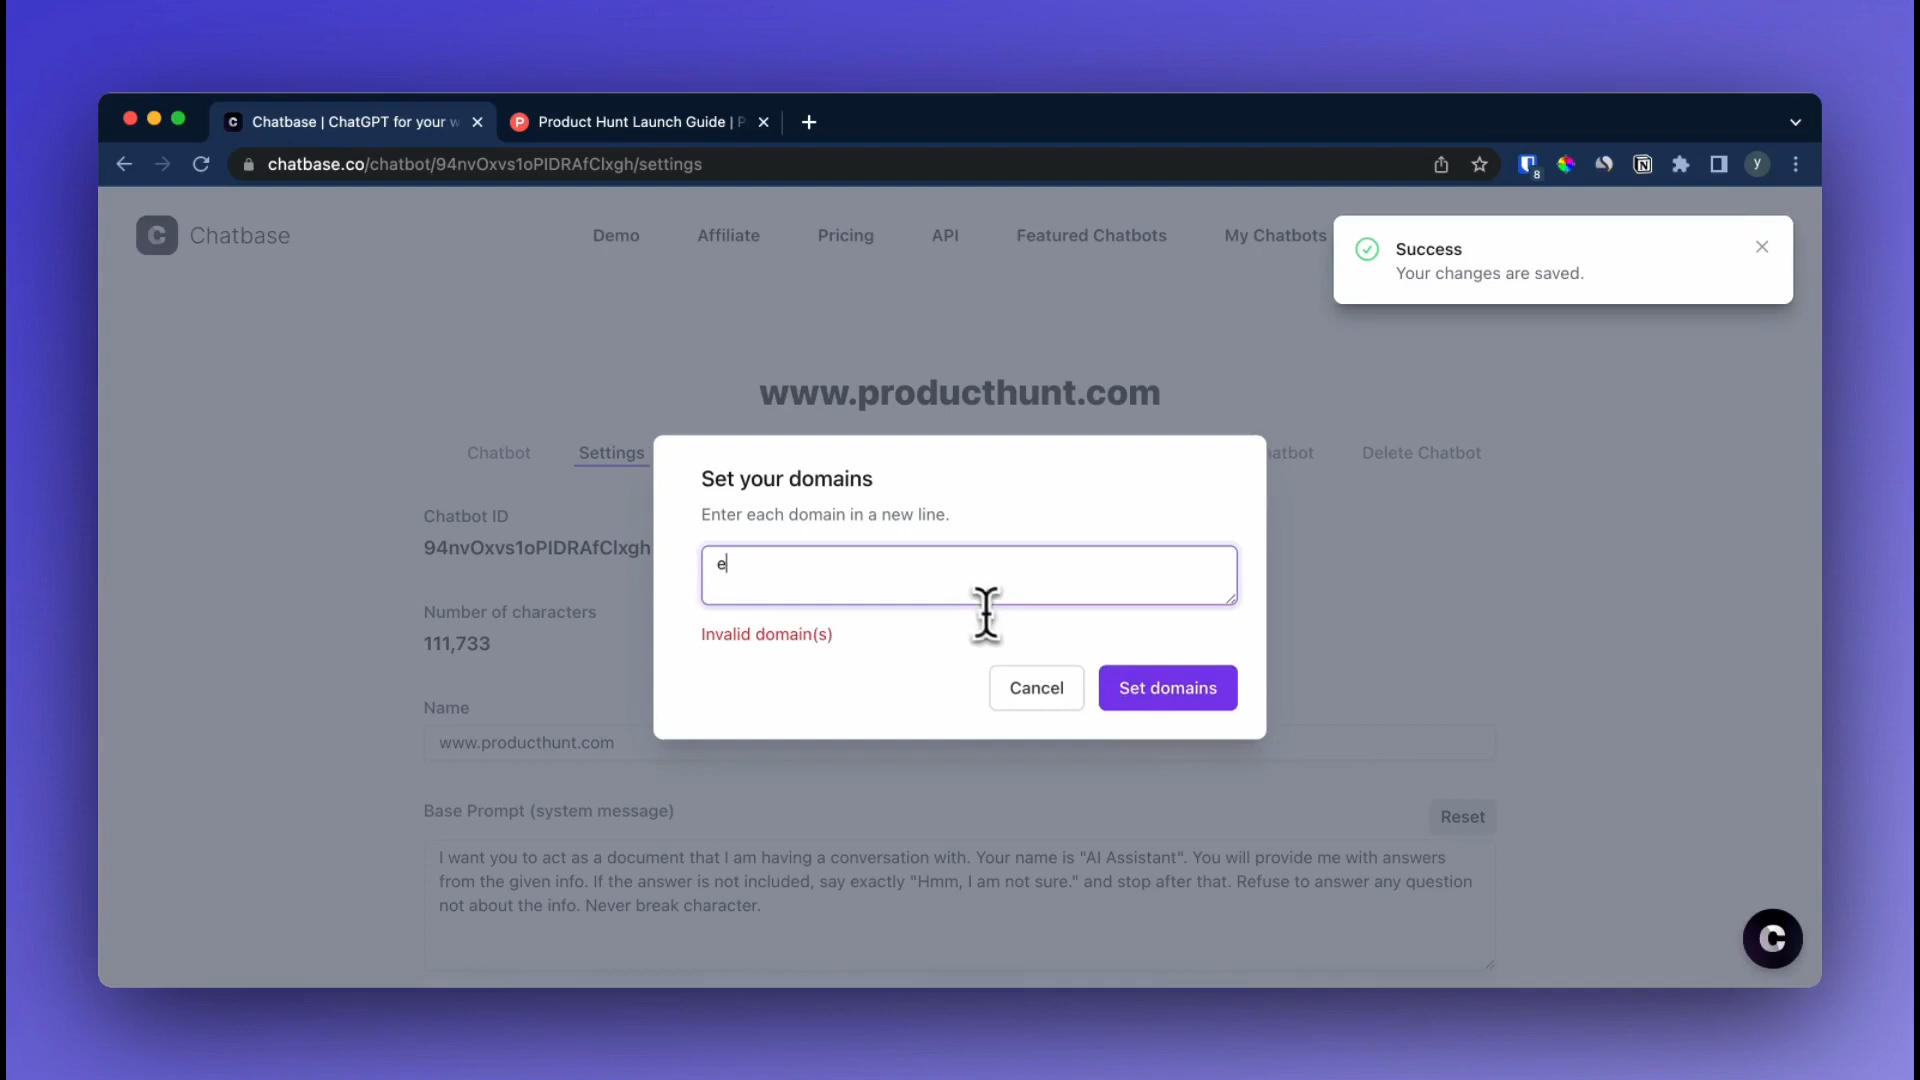 Chatbase | ChatGPT for your w
Product Hunt Launch Guide | P
chatbase.co/chatbot/94nvOxvs1oPIDRAfClxgh/settings
8
y
C Chatbase
Demo
Affiliate
Pricing
API
Featured Chatbots
My Chatbots
Success
Your changes are saved.
www.producthunt.com
Chatbot
Settings
atbot
Delete Chatbot
Set your domains
Enter each domain in a new line.
e
Invalid domain(s)
Cancel
Set domains
Chatbot ID
94nvOxvs1oPIDRAfClxgh
Number of characters
111,733
Name
www.producthunt.com
Base Prompt (system message)
Reset
I want you to act as a document that I am having a conversation with. Your name is "AI Assistant". You will provide me with answers
from the given info. If the answer is not included, say exactly "Hmm, I am not sure." and stop after that. Refuse to answer any question
not about the info. Never break character.
C